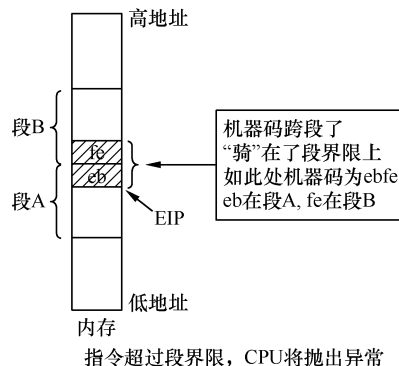 高地址
段B
fe
eb
段A
EIP
机器码跨段了
“骑”在了段界限上
如此处机器码为ebfe
eb在段A, fe在段B
低地址
内存
指令超过段界限，CPU将抛出异常